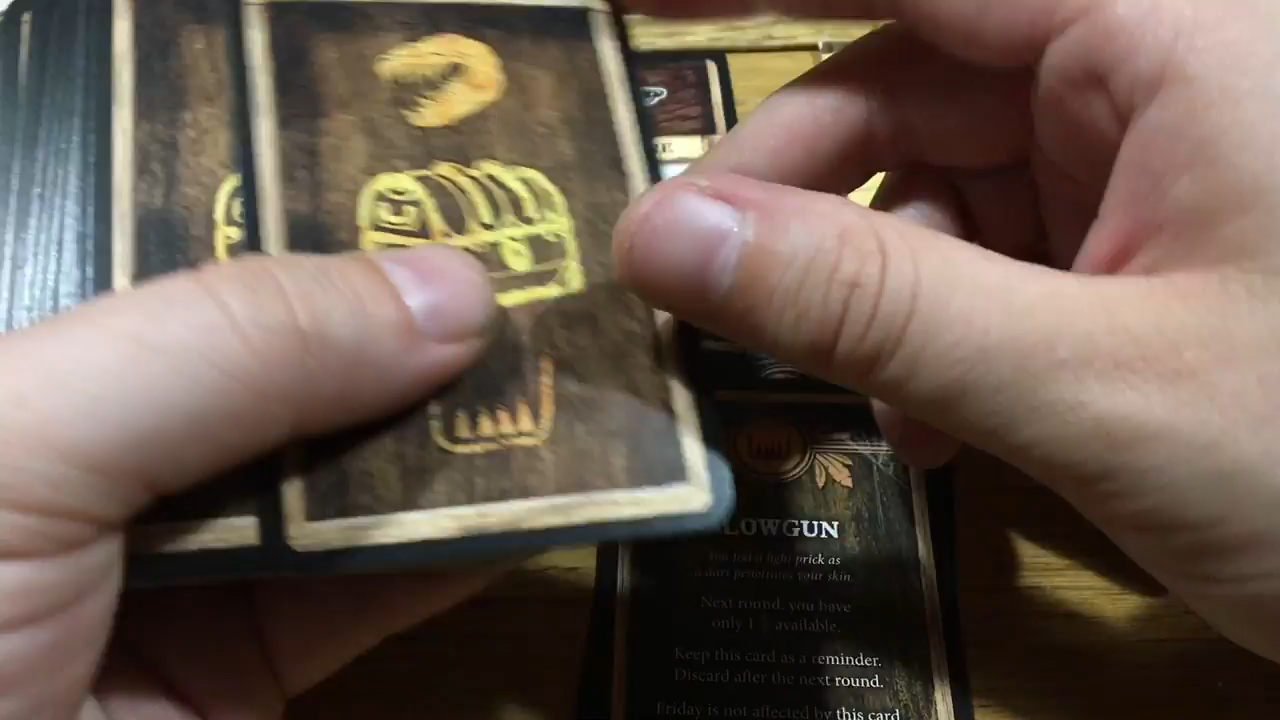 LOWGUN
You feel a light prick as
a dart penetrates your skin.
Next round, you have
only 1 available.
Keep this card as a reminder.
Discard after the next round.
Friday is not affected by this card